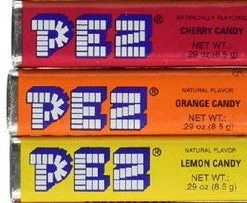 PEZ®
ARTIFICIALLY FLAVORED
CHERRY CANDY
NET WT.:
.29 oz.(8.5 g)
PEZ®
NATURAL FLAVOR
ORANGE CANDY
NET WT.:
.29 oz.(8.5 g)
PEZ®
NATURAL FLAVOR
LEMON CANDY
NET WT.:
.29 oz (8.5 g)